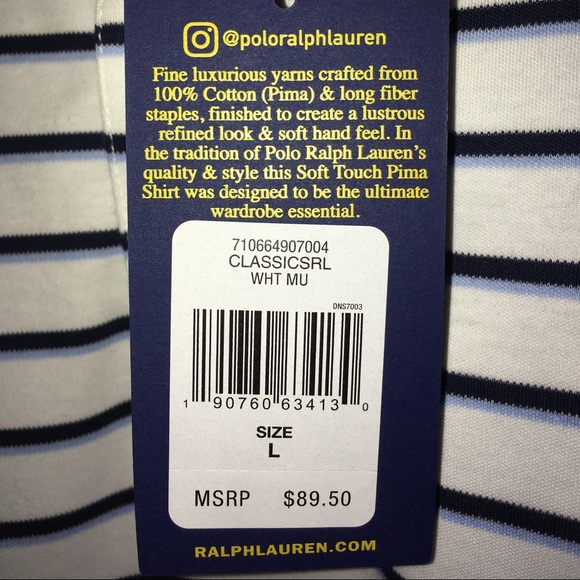 @poloralphlauren
Fine luxurious yarns crafted from
100% Cotton (Pima) & long fiber
staples, finished to create a lustrous
refined look & soft hand feel. In
the tradition of Polo Ralph Lauren's
quality & style this Soft Touch Pima
Shirt was designed to be the ultimate
wardrobe essential.
710664907004
CLASSICSRL
WHT MU
DNS7003
1 90760 63413 0
SIZE
L
MSRP $89.50
RALPHLAUREN.COM